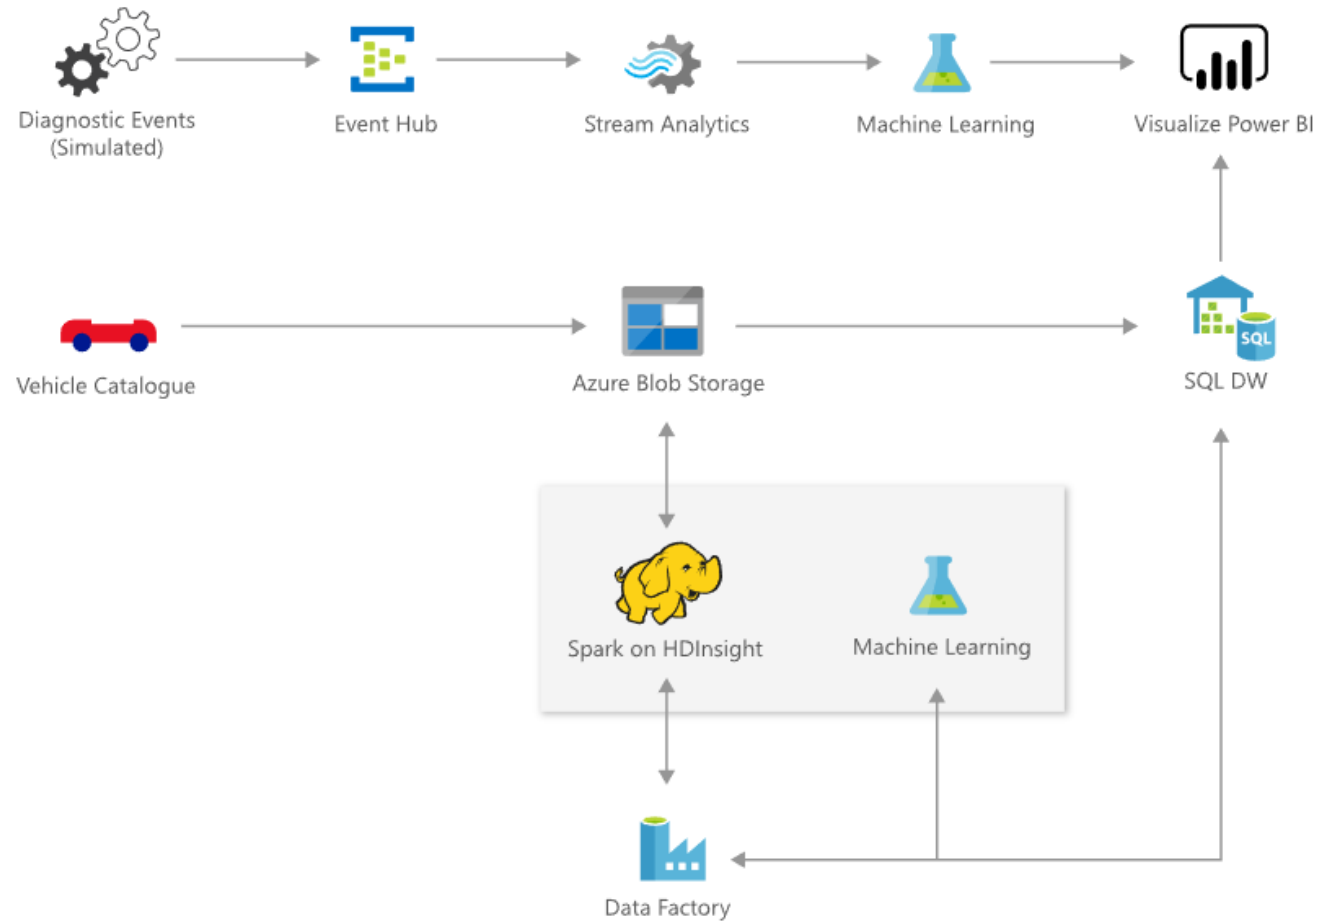 Diagnostic Events
(Simulated)
Event Hub
Stream Analytics
Machine Learning
Visualize Power BI
Vehicle Catalogue
Azure Blob Storage
SQL
SQL DW
Spark on HDInsight
Machine Learning
Data Factory